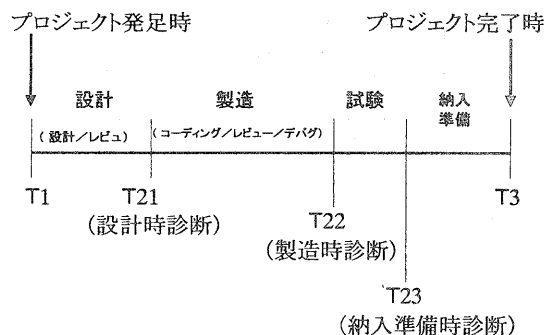 プロジェクト発足時
プロジェクト完了時
設計
製造
試験
納入
準備
(設計/レビュ)
(コーディング/レビュー/デバグ)
T1
T21
(設計時診断)
T22
(製造時診断)
T23
(納入準備時診断)
T3